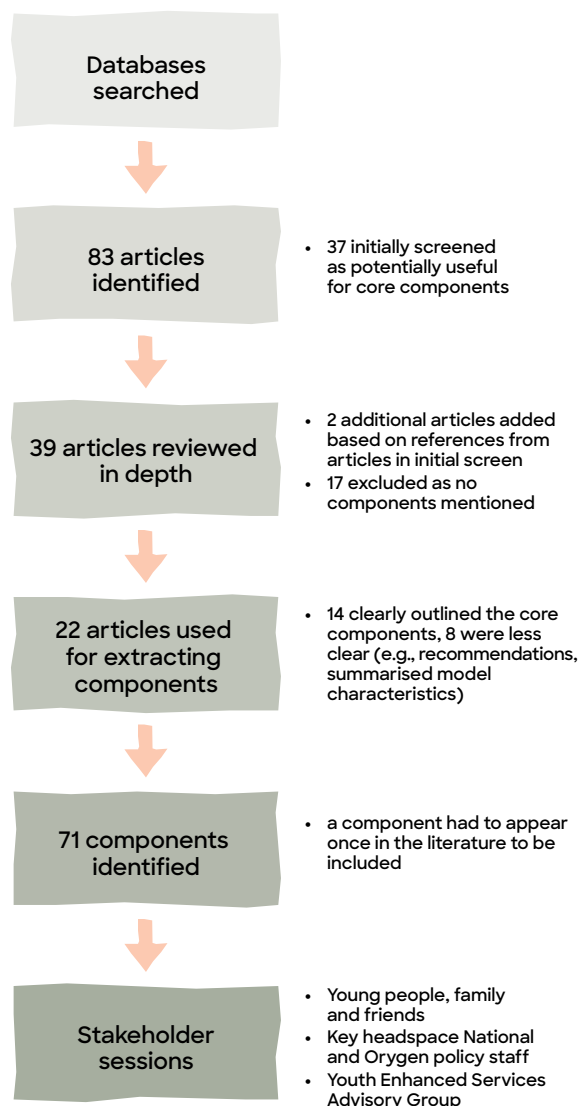 Databases
searched
83 articles
identified
• 37 initially screened
as potentially useful
for core components
39 articles reviewed
in depth
• 2 additional articles added
based on references from
articles in initial screen
• 17 excluded as no
components mentioned
22 articles used
for extracting
components
• 14 clearly outlined the core
components, 8 were less
clear (e.g., recommendations,
summarised model
characteristics)
71 components
identified
• a component had to appear
once in the literature to be
included
Stakeholder
sessions
• Young people, family
and friends
• Key headspace National
and Orygen policy staff
• Youth Enhanced Services
Advisory Group